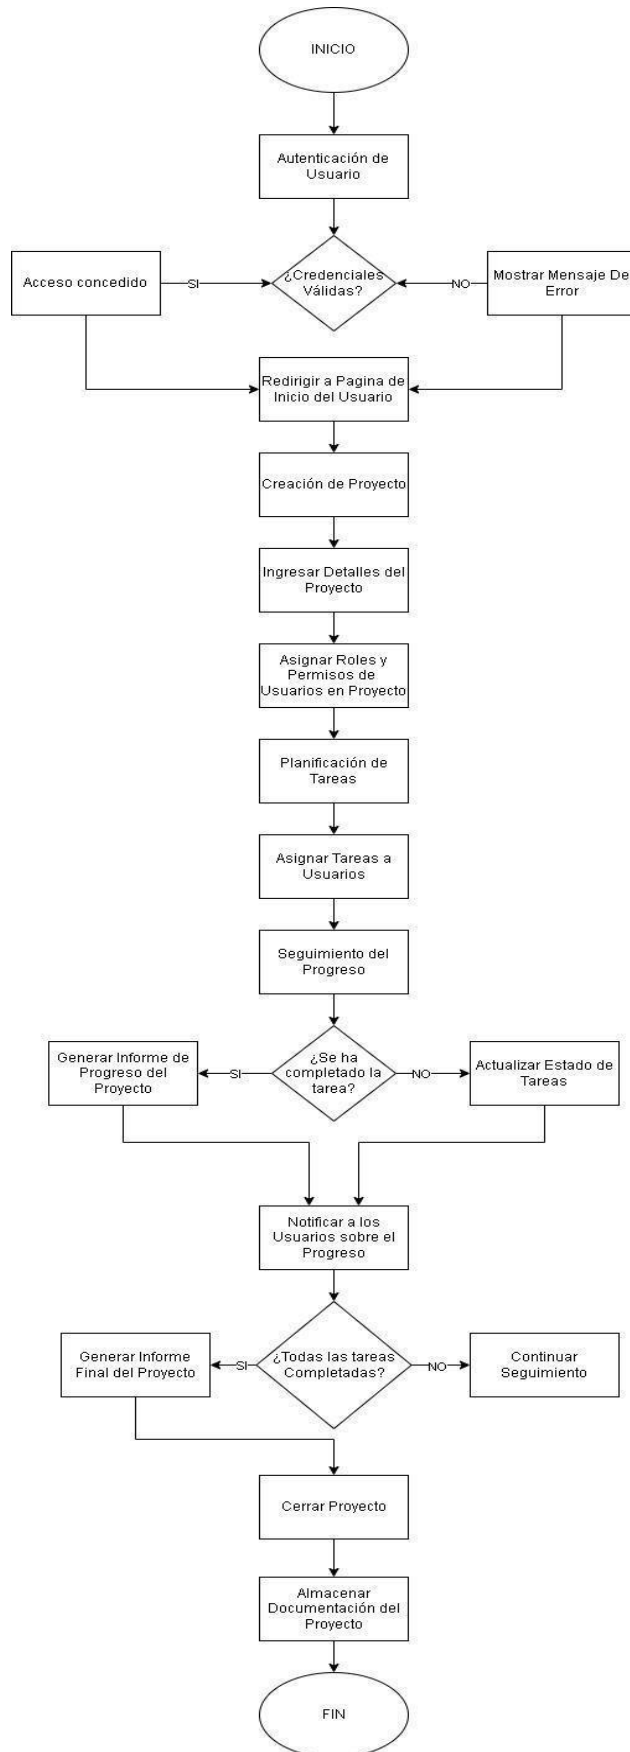 INICIO
Autenticación de
Usuario
Acceso concedido
SI
¿Credenciales
Válidas?
NO
Mostrar Mensaje De
Error
Redirigir a Pagina de
Inicio del Usuario
Creación de Proyecto
Ingresar Detalles del
Proyecto
Asignar Roles y
Permisos de
Usuarios en Proyecto
Planificación de
Tareas
Asignar Tareas a
Usuarios
Seguimiento del
Progreso
Generar Informe de
Progreso del
Proyecto
SI
¿Se ha
completado la
tarea?
NO
Actualizar Estado de
Tareas
Notificar a los
Usuarios sobre el
Progreso
Generar Informe
Final del Proyecto
SI
¿Todas las tareas
Completadas?
NO
Continuar
Seguimiento
Cerrar Proyecto
Almacenar
Documentación del
Proyecto
FIN